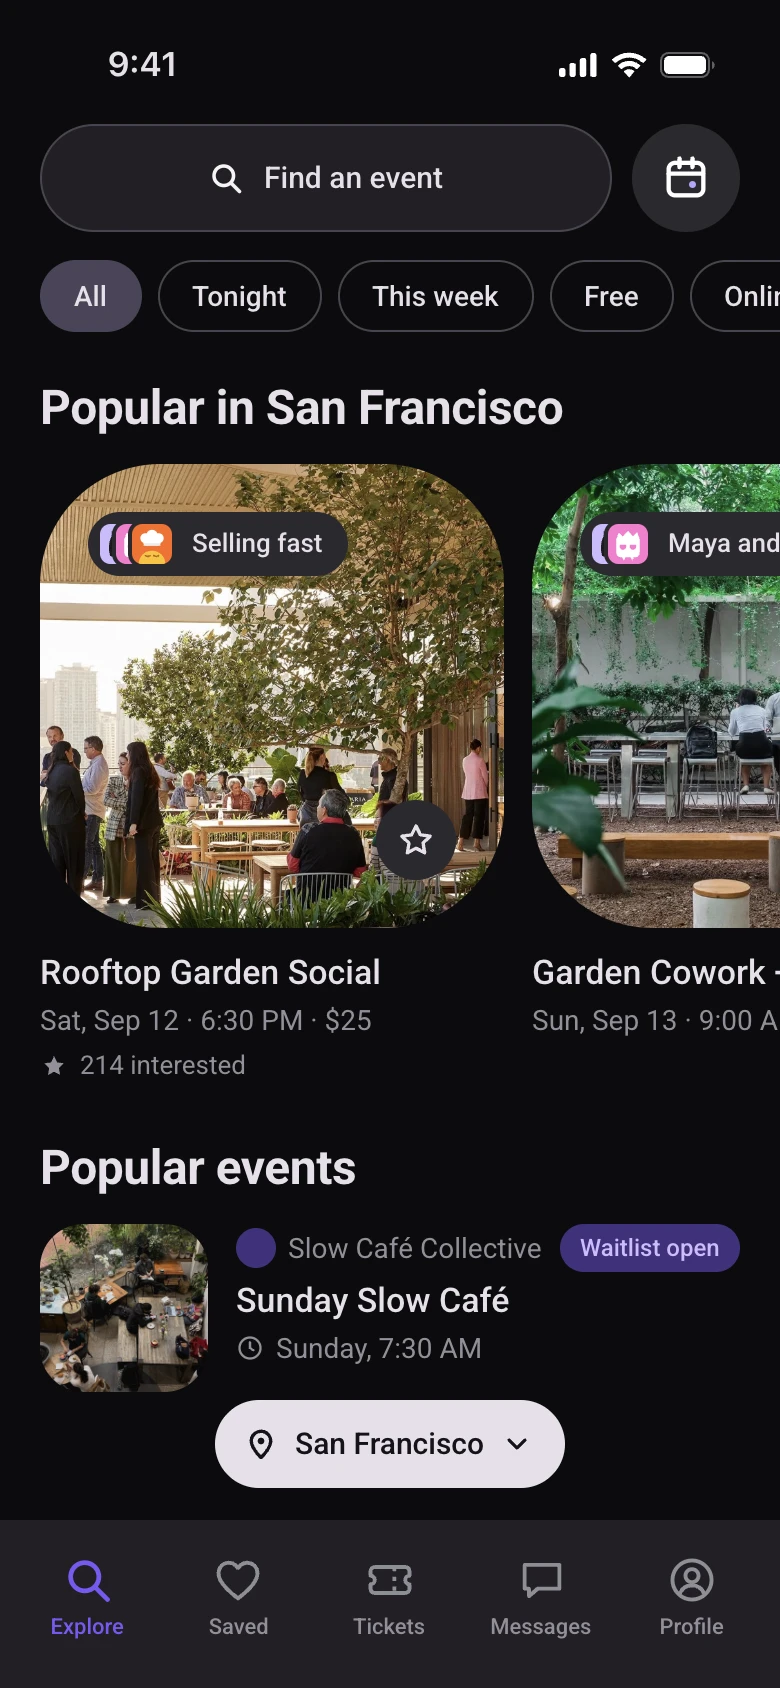 9:41
Find an event
All
Tonight
This week
Free
Onlin
Popular in San Francisco
Selling fast
Maya and
Rooftop Garden Social
Sat, Sep 12 · 6:30 PM · $25
214 interested
Garden Cowork
Sun, Sep 13 · 9:00 A
Popular events
Slow Café Collective
Waitlist open
Sunday Slow Café
Sunday, 7:30 AM
San Francisco
Explore
Saved
Tickets
Messages
Profile